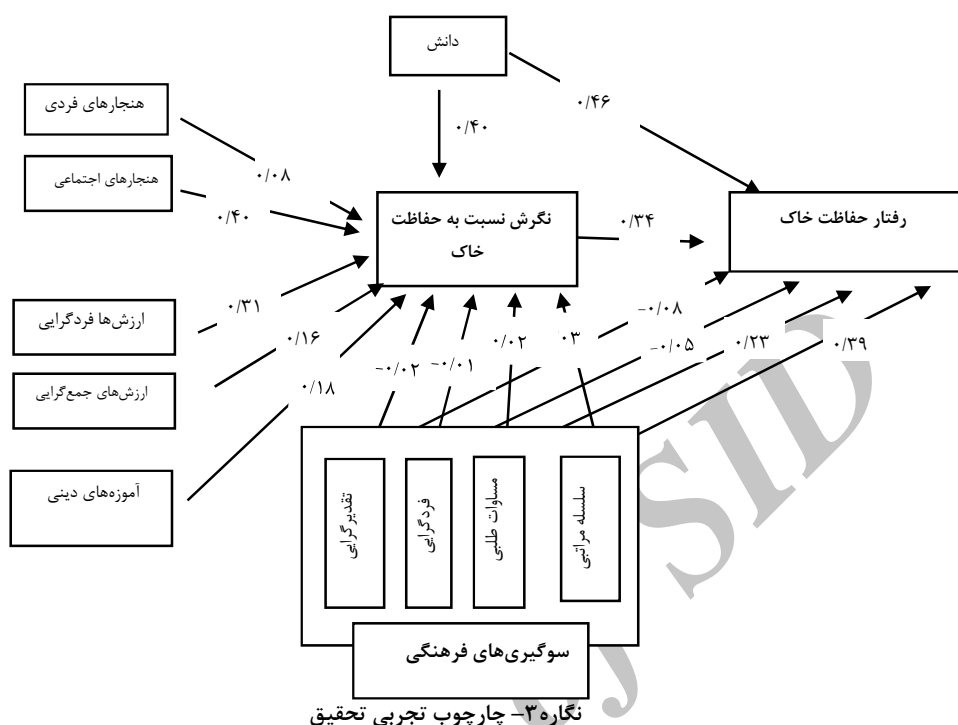 دانش
هنجارهای فردی
۰/۴۶
۰/۴۰
۰/۰۸
هنجارهای اجتماعی
۰/۴۰
نگرش نسبت به حفاظت
خاک
۰/۳۴
رفتار حفاظت خاک
ارزش‌ها فردگرایی
۰/۳۱
۰/۱۶
ارزش‌های جمع‌گرایی
۰/۱۸
−۰/۰۲
−۰/۰۱
۰/۰۲
۰۳
−۰/۰۸
−۰/۰۵
۰/۲۳
۰/۳۹
آموزه‌های دینی
تقدیرگرایی
فردگرایی
مساوات طلبی
سلسله مراتبی
سوگیری‌های فرهنگی
نگاره۳– چارچوب تجربی تحقیق
SID